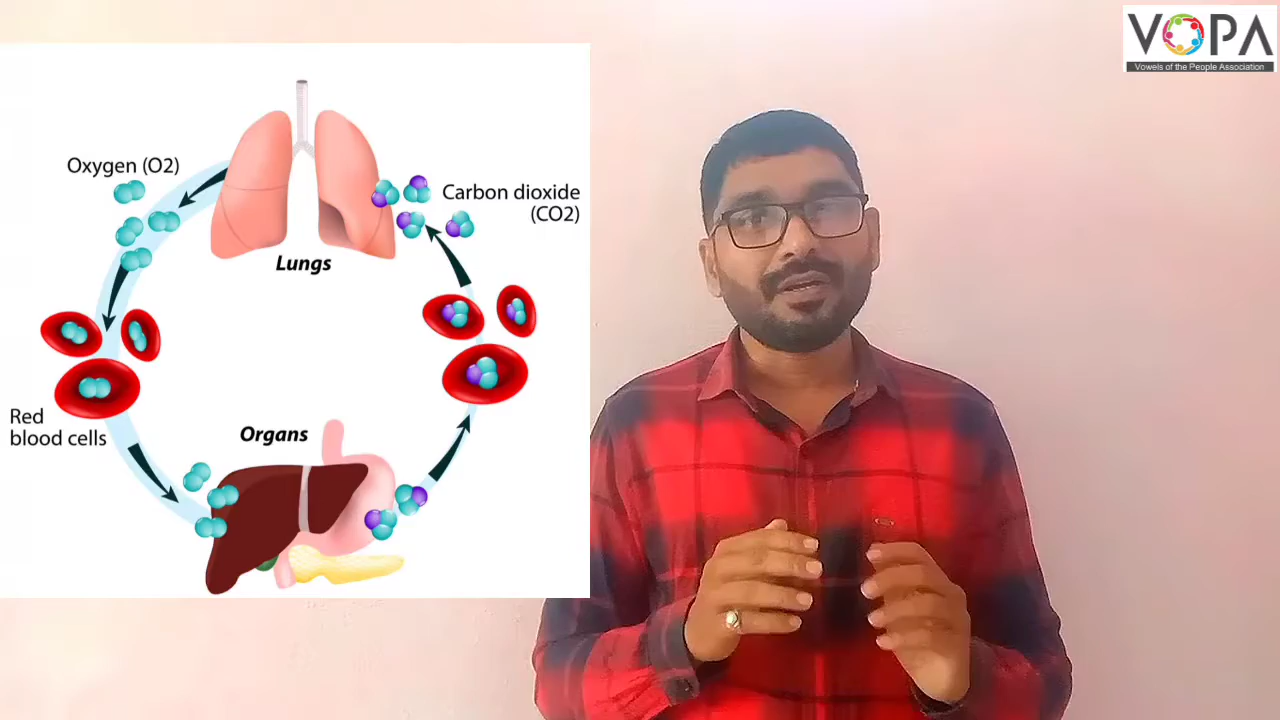 VOPA
Vowels of the People Association
Oxygen (O2)
Carbon dioxide
(CO2)
Lungs
Red
blood cells
Organs